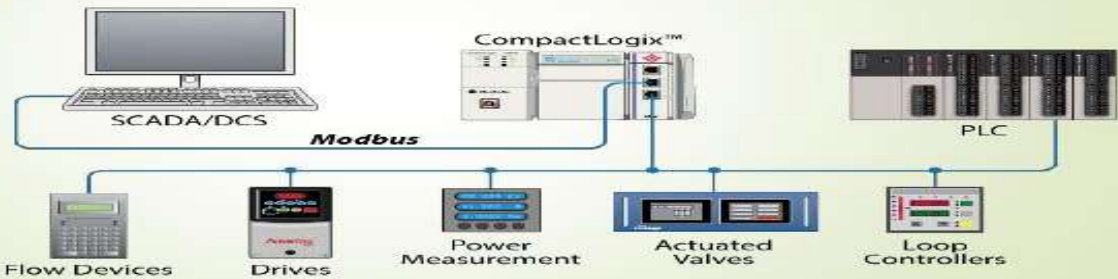 CompactLogix™
SCADA/DCS
Modbus
PLC
Flow Devices
Drives
Power
Measurement
Actuated
Valves
Loop
Controllers